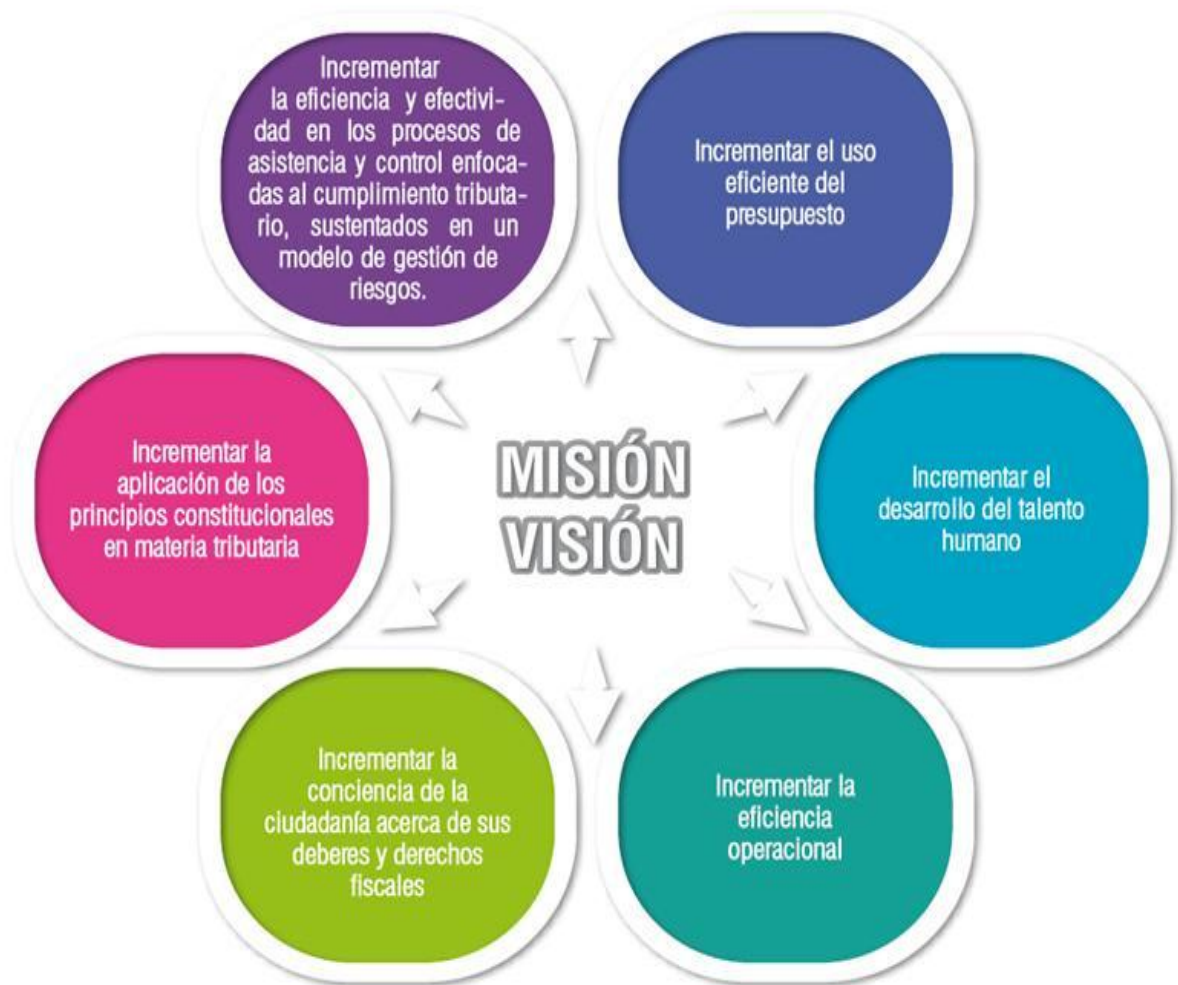 Incrementar
la eficiencia y efectivi-
dad en los procesos de
asistencia y control enfoca-
das al cumplimiento tributa-
rio, sustentados en un
modelo de gestión de
riesgos.
Incrementar el uso
eficiente del
presupuesto
Incrementar la
aplicación de los
principios constitucionales
en materia tributaria
MISIÓN
VISIÓN
Incrementar el
desarrollo del talento
humano
Incrementar la
conciencia de la
ciudadanía acerca de sus
deberes y derechos
fiscales
Incrementar la
eficiencia
operacional